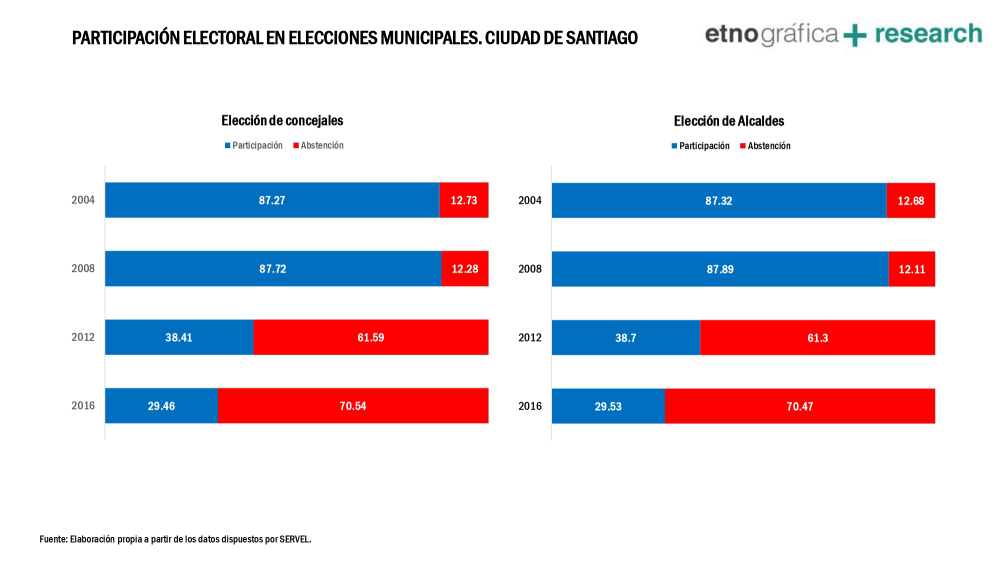 PARTICIPACIÓN ELECTORAL EN ELECCIONES MUNICIPALES. CIUDAD DE SANTIAGO
etnográfica + research
Elección de concejales
Participación Abstención
2004 87.27 12.73
2008 87.72 12.28
2012 38.41 61.59
2016 29.46 70.54
Elección de Alcaldes
Participación Abstención
2004 87.32 12.68
2008 87.89 12.11
2012 38.7 61.3
2016 29.53 70.47
Fuente: Elaboración propia a partir de los datos dispuestos por SERVEL.